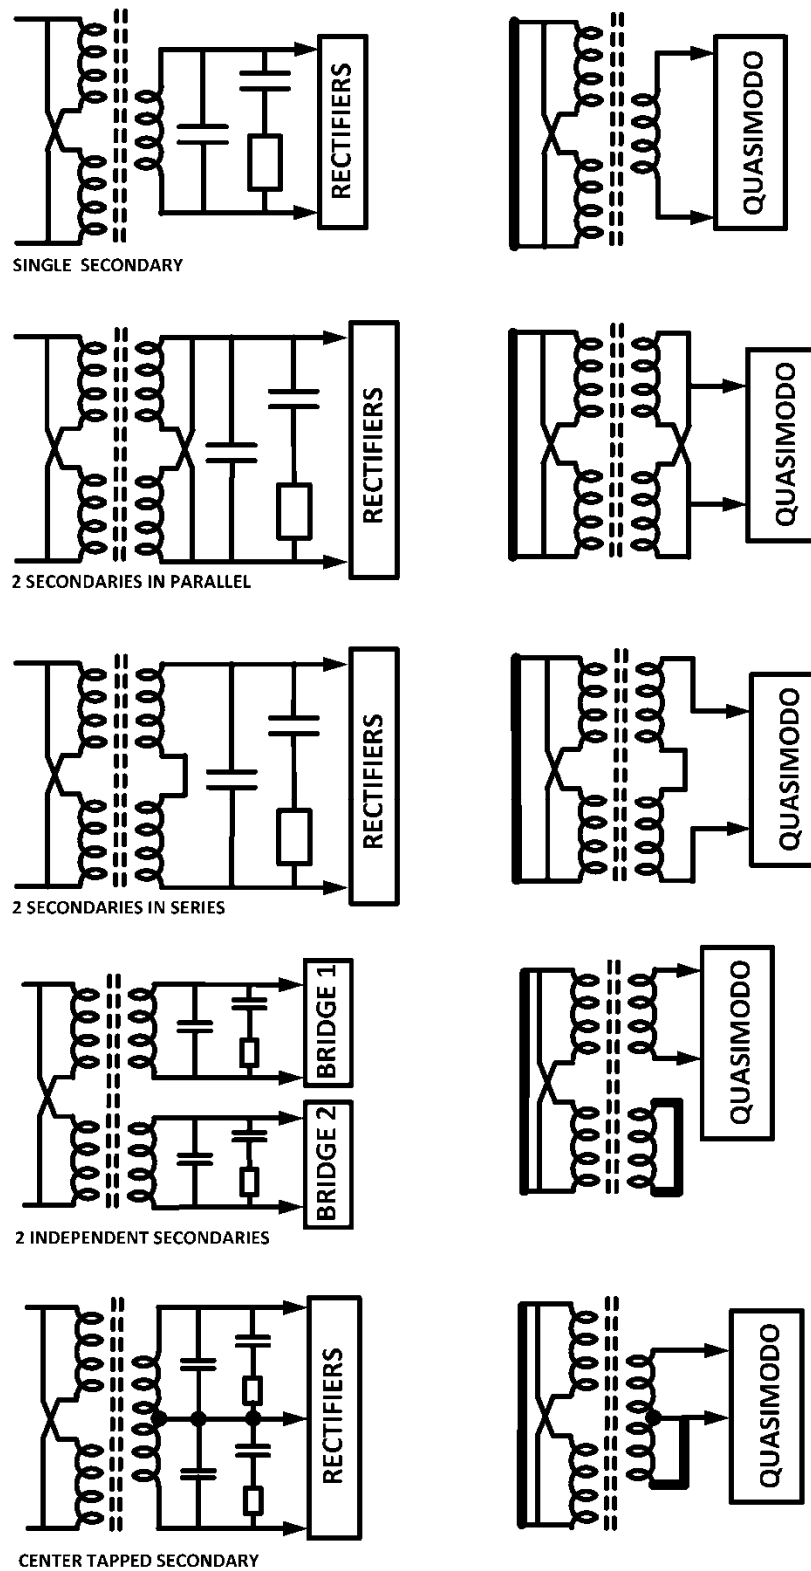 RECTIFIERS
QUASIMODO
SINGLE SECONDARY
RECTIFIERS
QUASIMODO
2 SECONDARIES IN PARALLEL
RECTIFIERS
QUASIMODO
2 SECONDARIES IN SERIES
BRIDGE 1
BRIDGE 2
QUASIMODO
2 INDEPENDENT SECONDARIES
RECTIFIERS
QUASIMODO
CENTER TAPPED SECONDARY